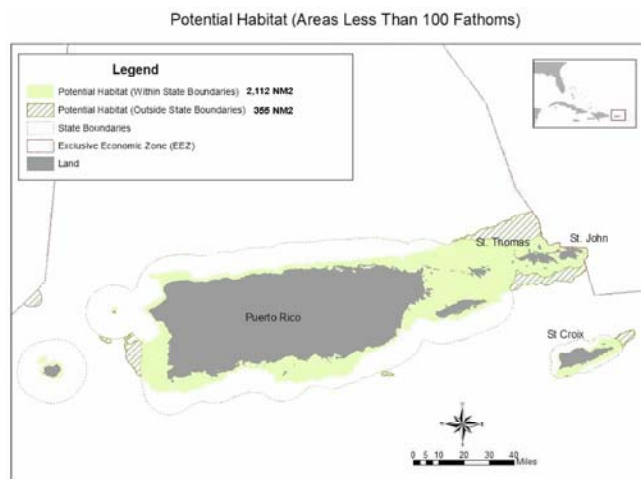 Potential Habitat (Areas Less Than 100 Fathoms)
Legend
Potential Habitat (Within State Boundaries) 2,112 NM2
Potential Habitat (Outside State Boundaries) 355 NM2
State Boundaries
Exclusive Economic Zone (EEZ)
Land
St. Thomas
St. John
Puerto Rico
St Croix
0 5 10 20 30 40
Miles